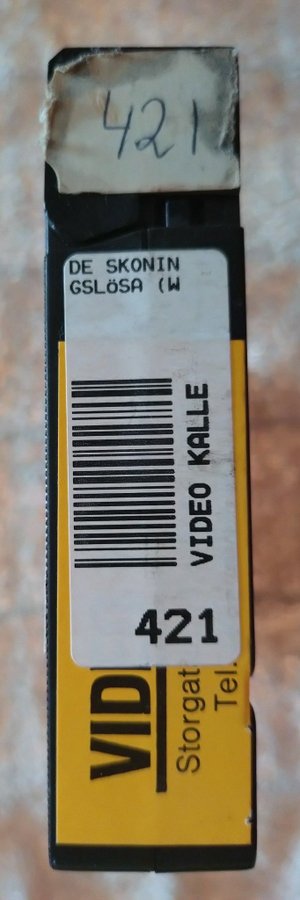 421
DE SKONIN
GSLöSA (W
VIDEO KALLE
421
VID
Storgat
Tel.